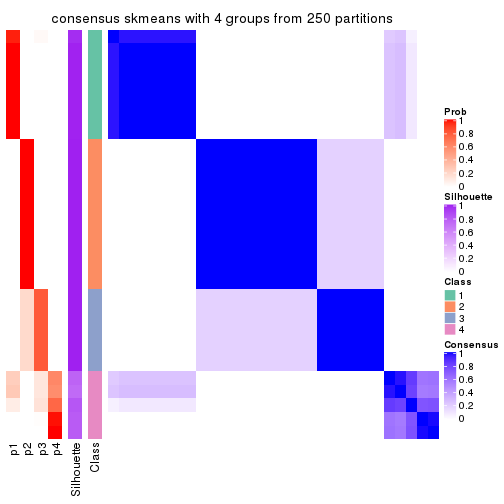 consensus skmeans with 4 groups from 250 partitions
Prob
1
0.8
0.6
0.4
0.2
0
Silhouette
1
0.8
0.6
0.4
0.2
0
Class
1
2
3
4
Consensus
1
0.8
0.6
0.4
0.2
0
p1
p2
p3
p4
Silhouette
Class